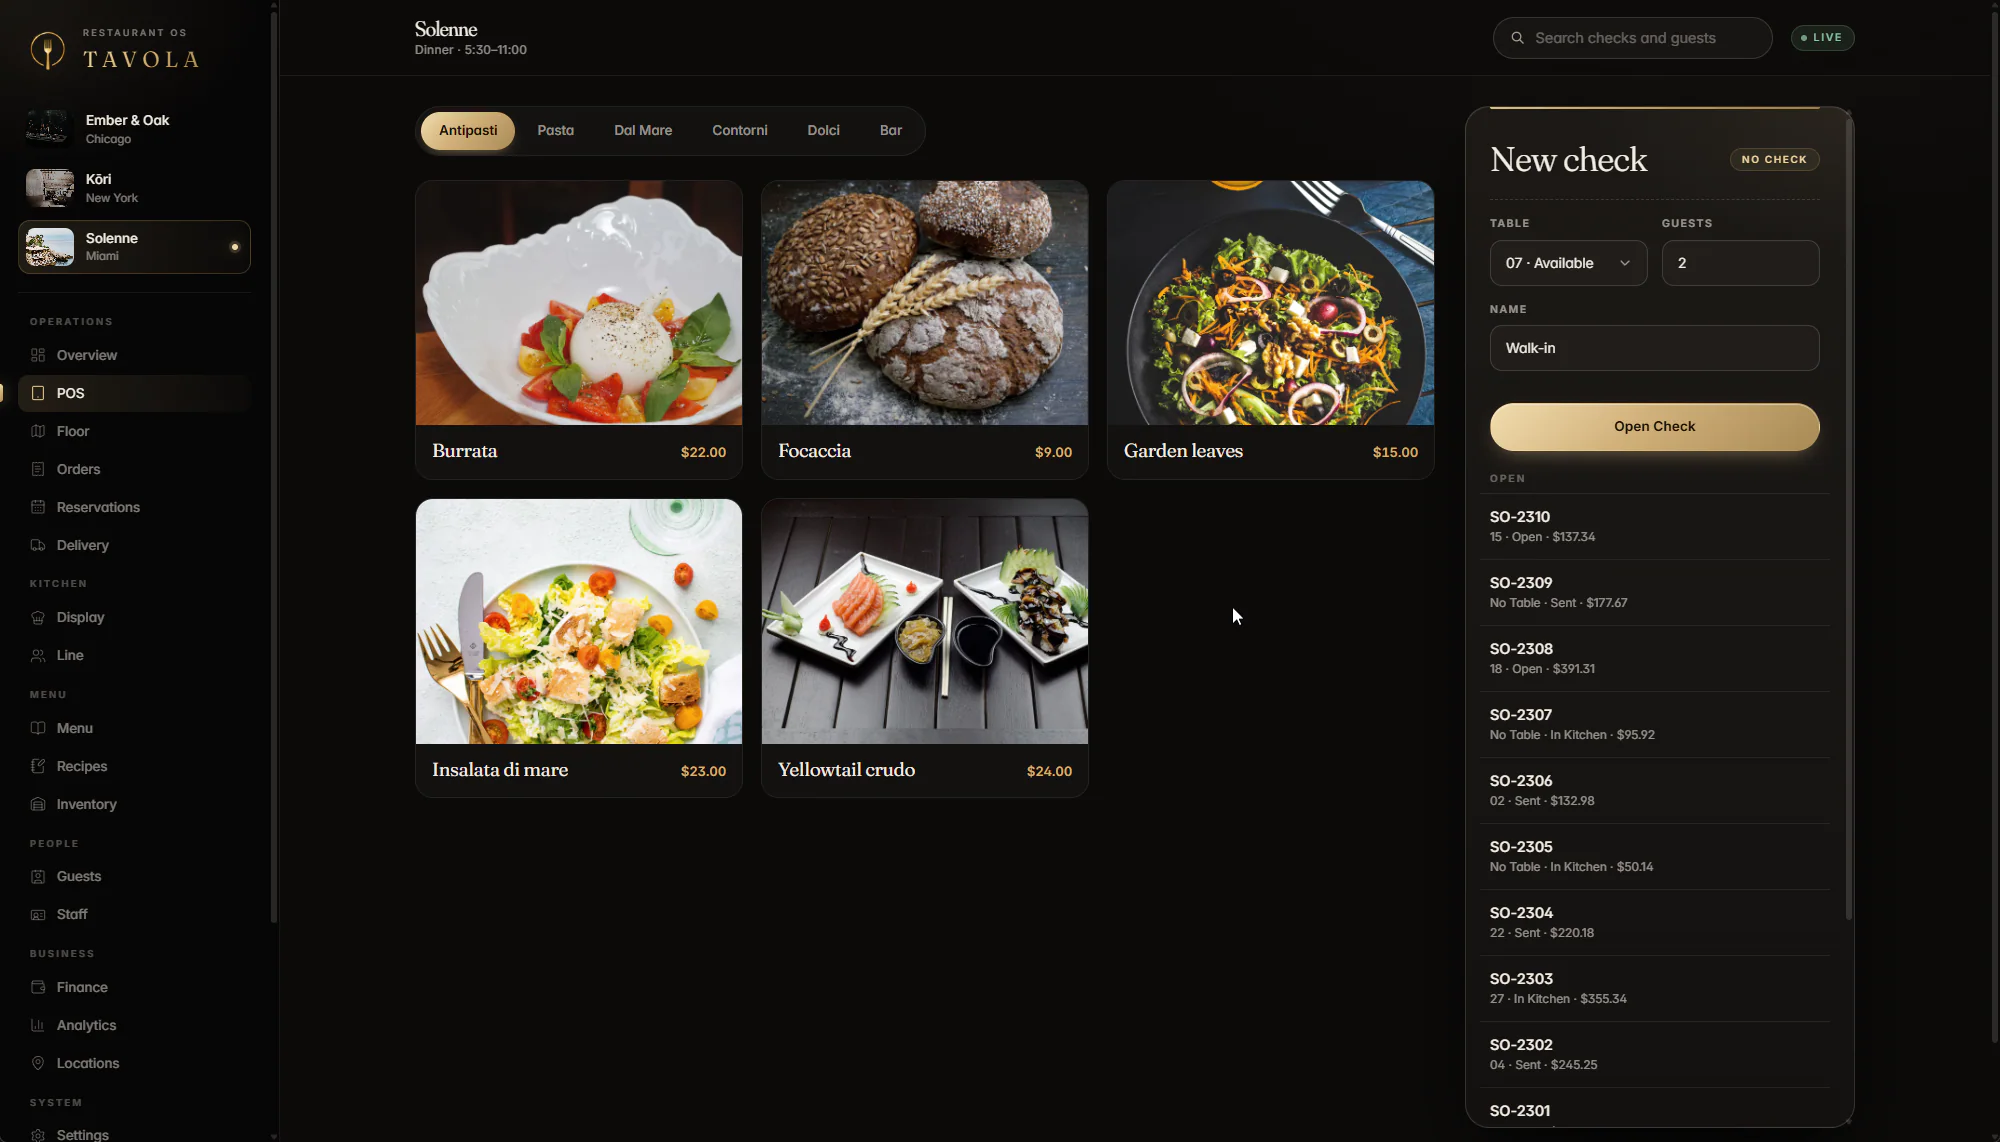 RESTAURANT OS
TAVOLA
Ember & Oak
Chicago
Kōri
New York
Solenne
Miami
OPERATIONS
Overview
POS
Floor
Orders
Reservations
Delivery
KITCHEN
Display
Line
MENU
Menu
Recipes
Inventory
PEOPLE
Guests
Staff
BUSINESS
Finance
Analytics
Locations
SYSTEM
Settings
Solenne
Dinner · 5:30–11:00
Search checks and guests
LIVE
Antipasti Pasta Dal Mare Contorni Dolci Bar
Burrata $22.00
Focaccia $9.00
Garden leaves $15.00
Insalata di mare $23.00
Yellowtail crudo $24.00
New check
NO CHECK
TABLE GUESTS
07 · Available 2
NAME
Walk-in
Open Check
OPEN
SO-2310
15 · Open · $137.34
SO-2309
No Table · Sent · $177.67
SO-2308
18 · Open · $391.31
SO-2307
No Table · In Kitchen · $95.92
SO-2306
02 · Sent · $132.98
SO-2305
No Table · In Kitchen · $50.14
SO-2304
22 · Sent · $220.18
SO-2303
27 · In Kitchen · $355.34
SO-2302
04 · Sent · $245.25
SO-2301